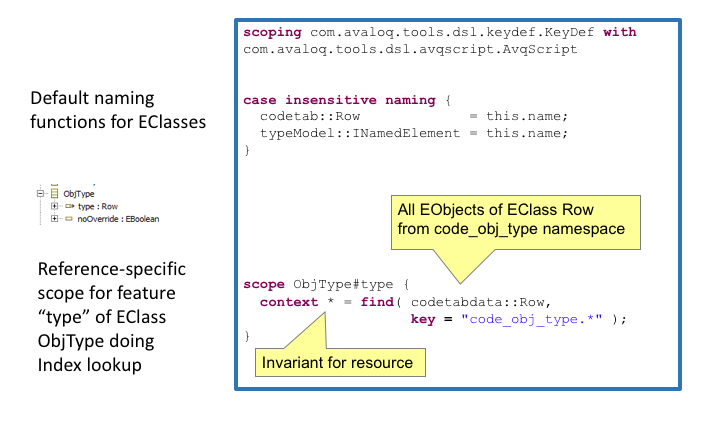 scoping com.avaloq.tools.dsl.keydef.KeyDef with
com.avaloq.tools.dsl.avqscript.AvqScript
Default naming
functions for EClasses
case insensitive naming {
codetab::Row = this.name;
typeModel::INamedElement = this.name;
}
ObjType
type : Row
noOverride : EBoolean
All EObjects of EClass Row
from code_obj_type namespace
Reference-specific
scope for feature
“type” of EClass
ObjType doing
Index lookup
scope ObjType#type {
context * = find( codetabdata::Row,
key = "code_obj_type.*" );
}
Invariant for resource